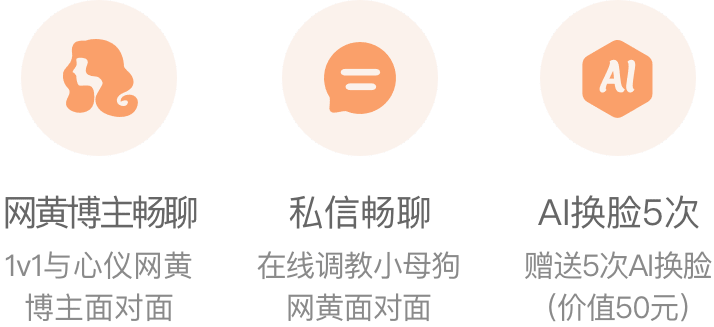 网黄博主畅聊
1v1与心仪网黄
博主面对面
私信畅聊
在线调教小母狗
网黄面对面
AI
AI换脸5次
赠送5次AI换脸
(价值50元)